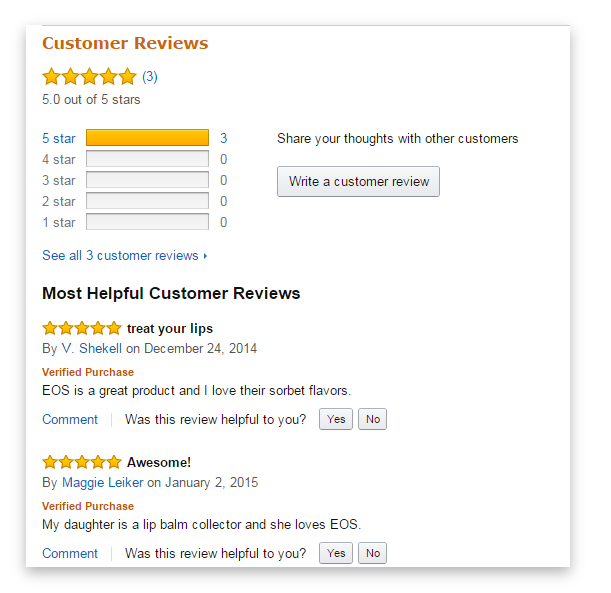 Customer Reviews
(3)
5.0 out of 5 stars
5 star 3 Share your thoughts with other customers
4 star 0
3 star 0 Write a customer review
2 star 0
1 star 0
See all 3 customer reviews
Most Helpful Customer Reviews
treat your lips
By V. Shekell on December 24, 2014
Verified Purchase
EOS is a great product and I love their sorbet flavors.
Comment Was this review helpful to you? Yes No
Awesome!
By Maggie Leiker on January 2, 2015
Verified Purchase
My daughter is a lip balm collector and she loves EOS.
Comment Was this review helpful to you? Yes No